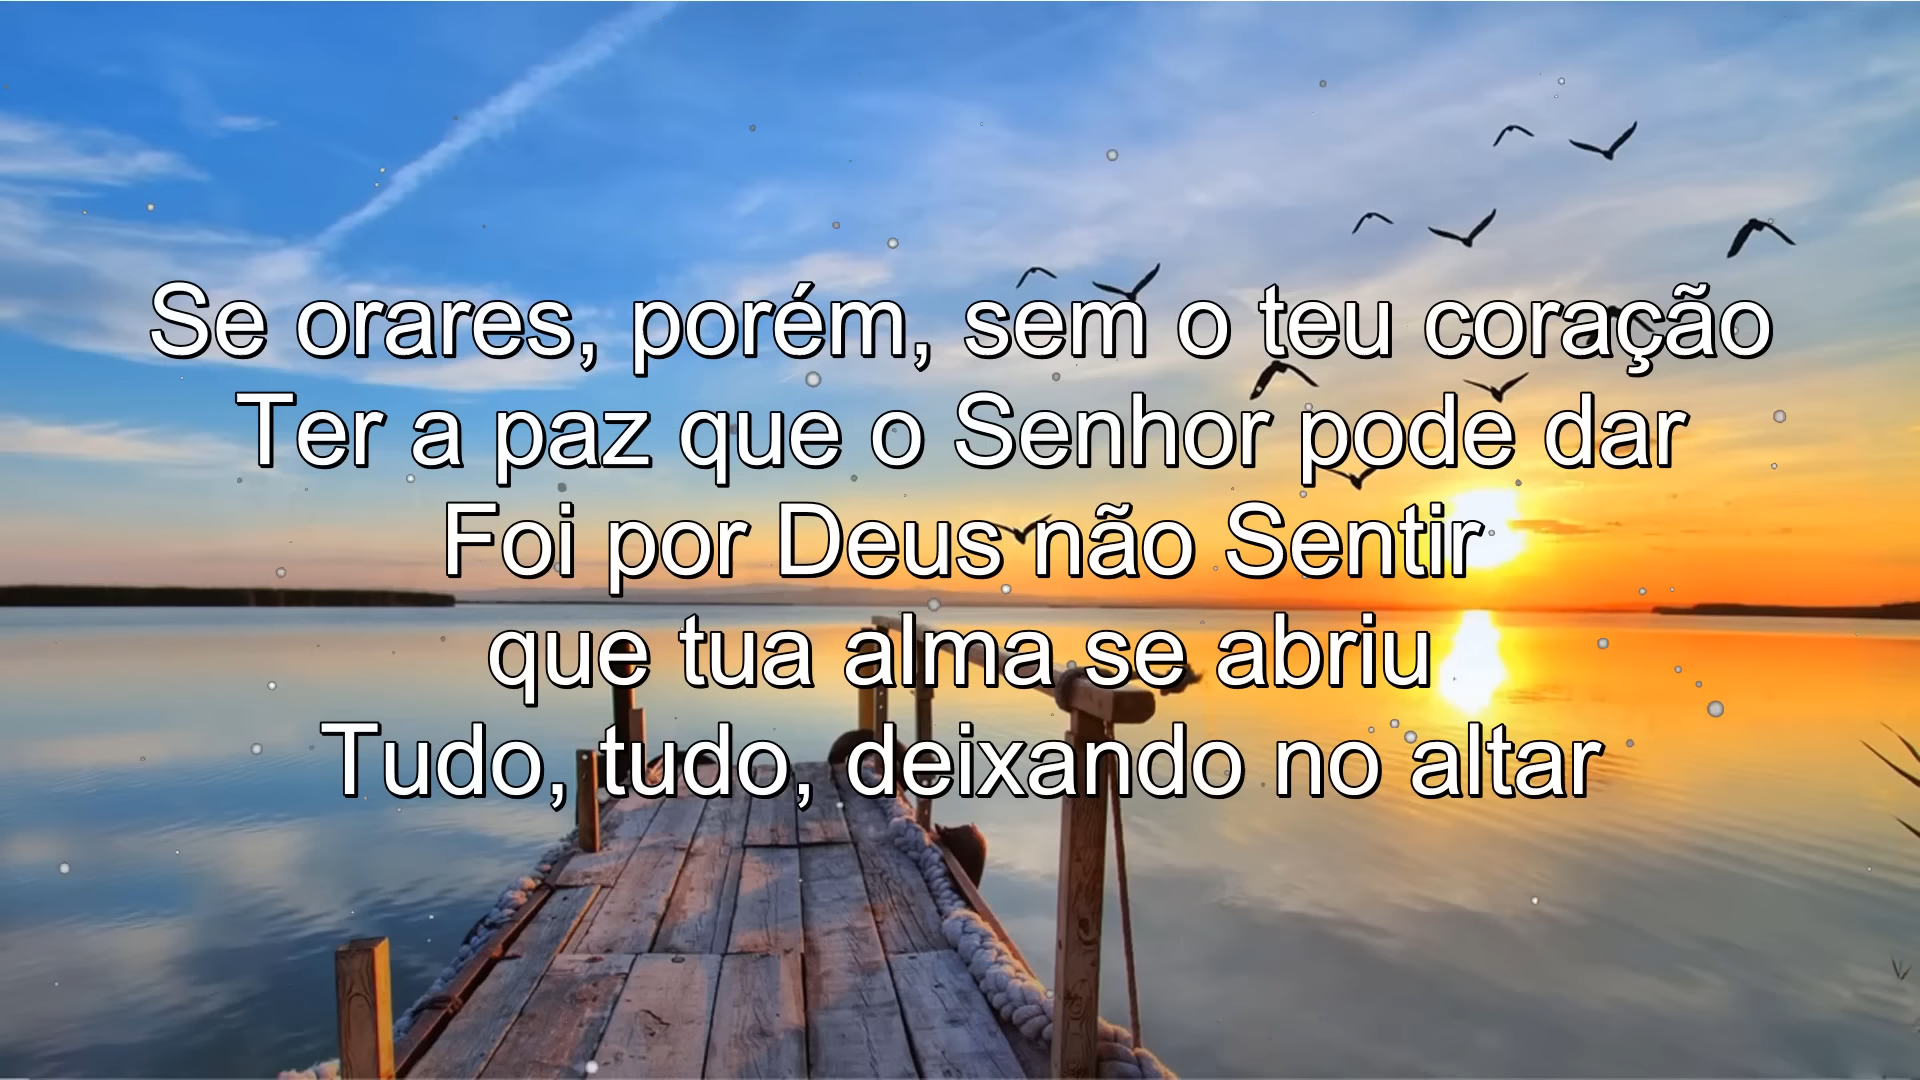 Se orares, porém, sem o teu coração
Ter a paz que o Senhor pode dar
Foi por Deus não Sentir
que tua alma se abriu
Tudo, tudo, deixando no altar